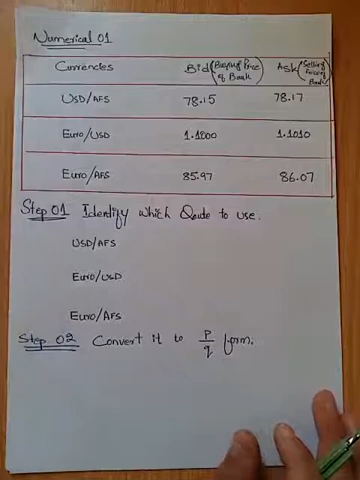 Numerical 01
Currencies Bid (Buying Price of Bank) Ask (Selling Price of Bank)
USD/AFS 78.15 78.17
Euro/USD 1.1000 1.1010
Euro/AFS 85.97 86.07
Step 01 Identify which Qoute to use.
USD/AFS
Euro/USD
Euro/AFS
Step 02 Convert it to P/q form.